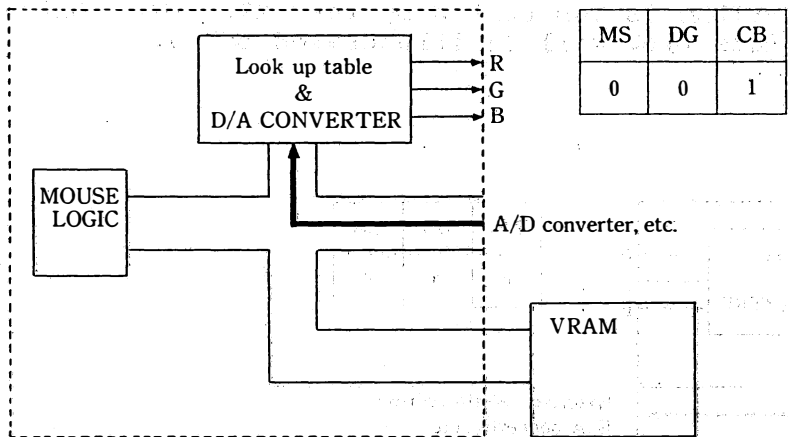 Look up table
&
D/A CONVERTER
R
G
B
MS DG CB
0 0 1
MOUSE
LOGIC
A/D converter, etc.
VRAM